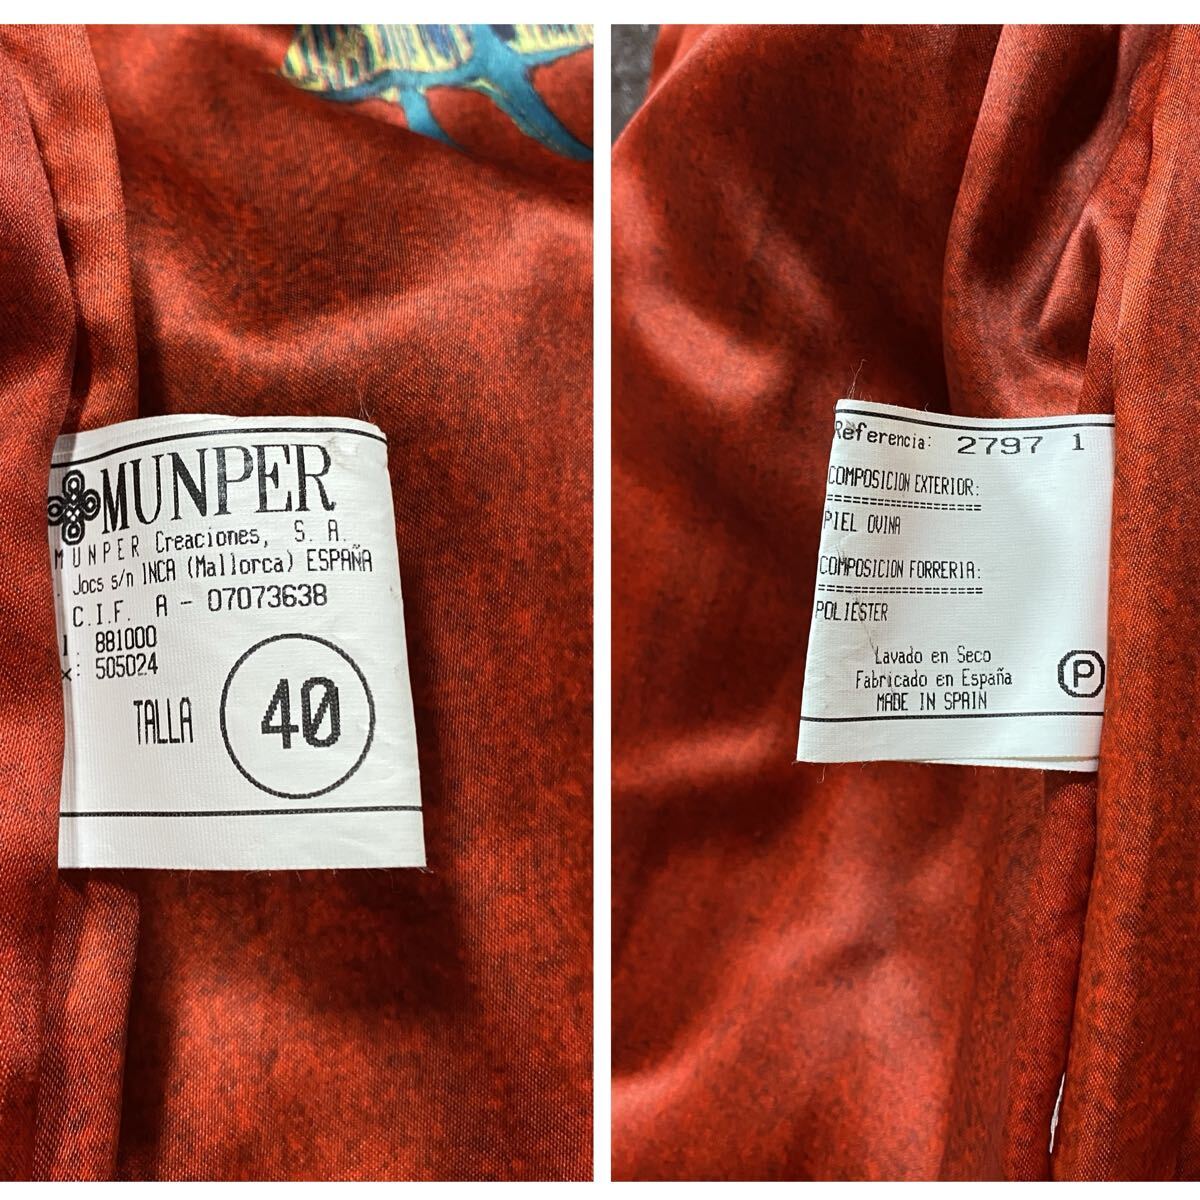 MUNPER
MUNPER Creaciones, S. A.
Jocs s/n INCA (Mallorca) ESPAÑA
C.I.F. A - 07073638
881000
505024
TALLA 40
Referencia: 2797 1
COMPOSICION EXTERIOR:
====================
PIEL OVINA
COMPOSICION FORRERIA:
====================
POLIÉSTER
Lavado en Seco
Fabricado en España
MADE IN SPAIN
P